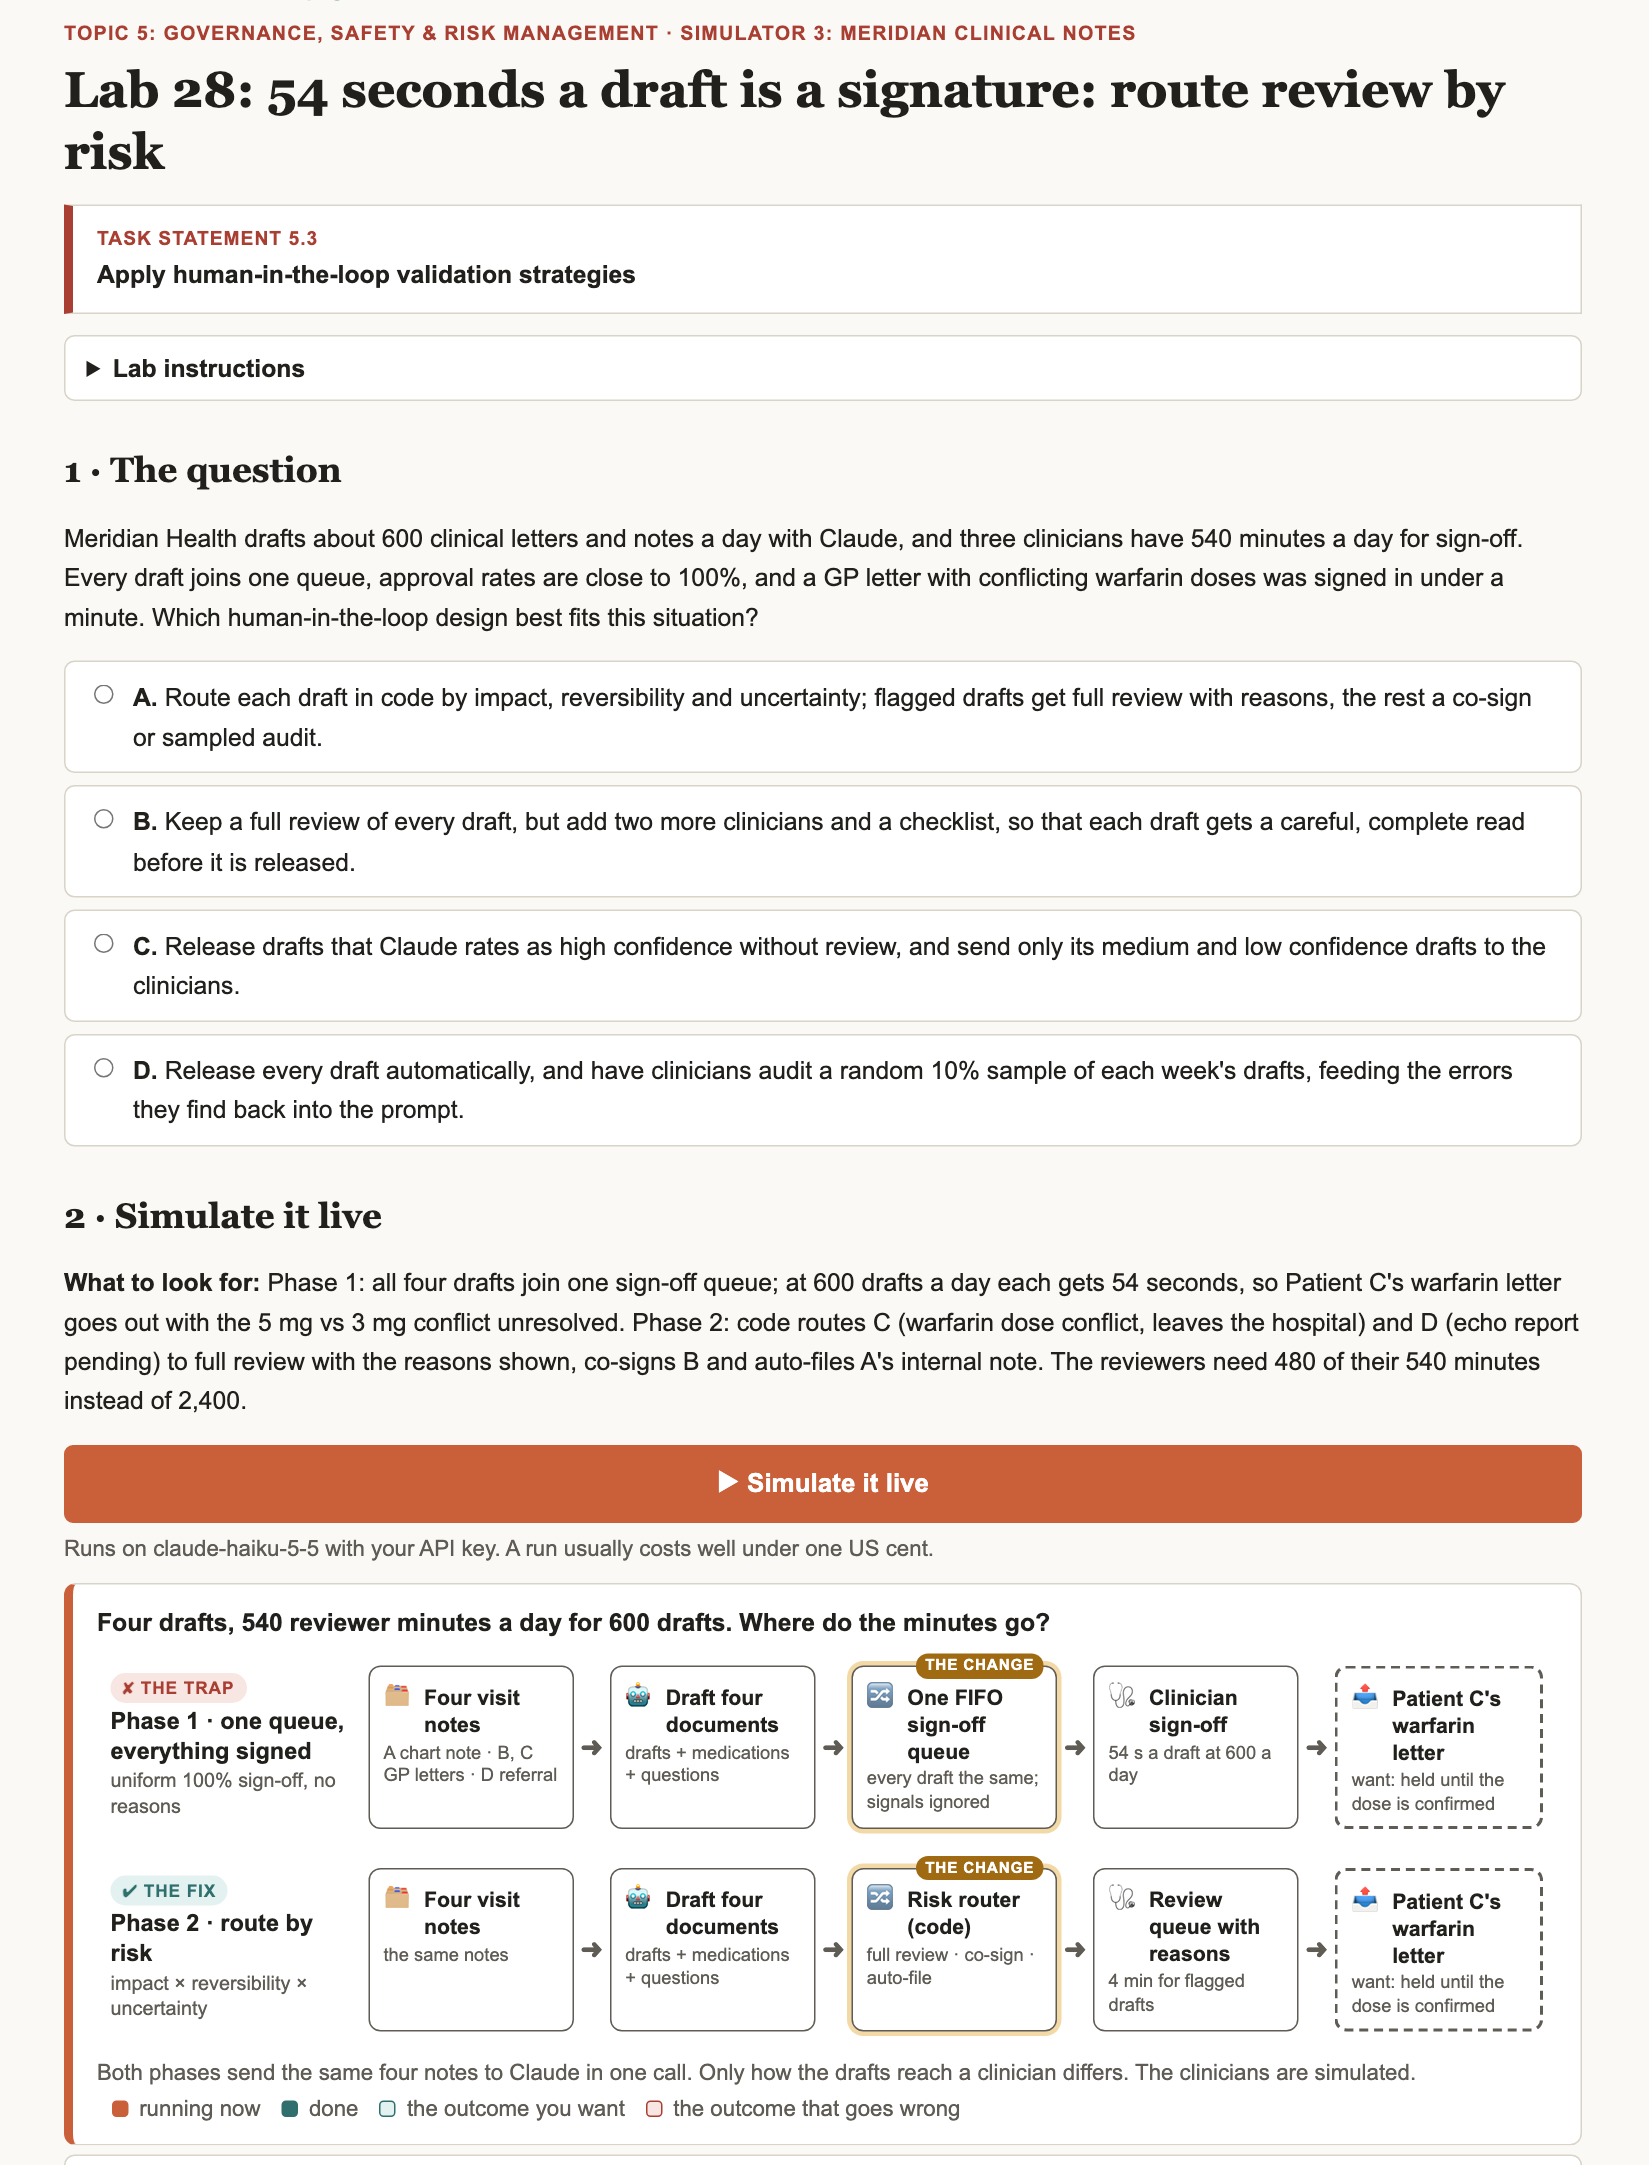 TOPIC 5: GOVERNANCE, SAFETY & RISK MANAGEMENT · SIMULATOR 3: MERIDIAN CLINICAL NOTES
Lab 28: 54 seconds a draft is a signature: route review by
risk
TASK STATEMENT 5.3
Apply human-in-the-loop validation strategies
▶ Lab instructions
1 · The question
Meridian Health drafts about 600 clinical letters and notes a day with Claude, and three clinicians have 540 minutes a day for sign-off.
Every draft joins one queue, approval rates are close to 100%, and a GP letter with conflicting warfarin doses was signed in under a
minute. Which human-in-the-loop design best fits this situation?
A. Route each draft in code by impact, reversibility and uncertainty; flagged drafts get full review with reasons, the rest a co-sign
or sampled audit.
B. Keep a full review of every draft, but add two more clinicians and a checklist, so that each draft gets a careful, complete read
before it is released.
C. Release drafts that Claude rates as high confidence without review, and send only its medium and low confidence drafts to the
clinicians.
D. Release every draft automatically, and have clinicians audit a random 10% sample of each week's drafts, feeding the errors
they find back into the prompt.
2 · Simulate it live
What to look for: Phase 1: all four drafts join one sign-off queue; at 600 drafts a day each gets 54 seconds, so Patient C's warfarin letter
goes out with the 5 mg vs 3 mg conflict unresolved. Phase 2: code routes C (warfarin dose conflict, leaves the hospital) and D (echo report
pending) to full review with the reasons shown, co-signs B and auto-files A's internal note. The reviewers need 480 of their 540 minutes
instead of 2,400.
▶ Simulate it live
Runs on claude-haiku-5-5 with your API key. A run usually costs well under one US cent.
Four drafts, 540 reviewer minutes a day for 600 drafts. Where do the minutes go?
✘ THE TRAP
Phase 1 · one queue,
everything signed
uniform 100% sign-off, no
reasons
Four visit
notes
A chart note · B, C
GP letters · D referral
➜
Draft four
documents
drafts + medications
+ questions
➜
THE CHANGE
One FIFO
sign-off
queue
every draft the same;
signals ignored
➜
Clinician
sign-off
54 s a draft at 600 a
day
➜
Patient C's
warfarin
letter
want: held until the
dose is confirmed
✔ THE FIX
Phase 2 · route by
risk
impact × reversibility ×
uncertainty
Four visit
notes
the same notes
➜
Draft four
documents
drafts + medications
+ questions
➜
THE CHANGE
Risk router
(code)
full review · co-sign ·
auto-file
➜
Review
queue with
reasons
4 min for flagged
drafts
➜
Patient C's
warfarin
letter
want: held until the
dose is confirmed
Both phases send the same four notes to Claude in one call. Only how the drafts reach a clinician differs. The clinicians are simulated.
running now done the outcome you want the outcome that goes wrong